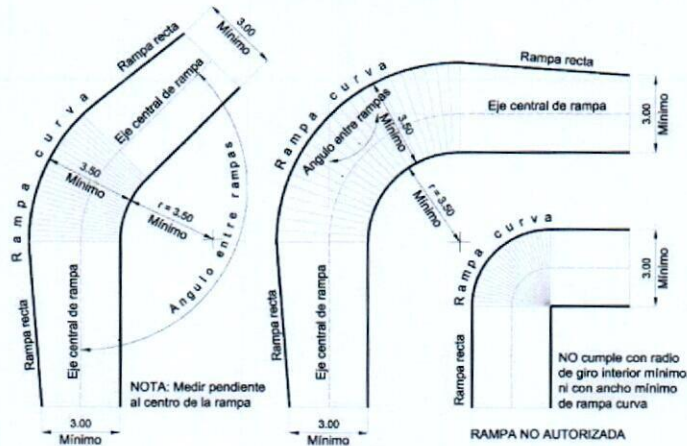 3.00
Mínimo
Rampa recta
Eje central de rampa
Rampa curva
3.50
Mínimo
r = 3.50
Mínimo
Angulo entre rampas
Rampa recta
Eje central de rampa
3.00
Mínimo
NOTA: Medir pendiente
al centro de la rampa
Rampa curva
Rampa recta
Eje central de rampa
3.00
Mínimo
Angulo entre rampas
3.50
Mínimo
r = 3.50
Mínimo
Rampa recta
Eje central de rampa
3.00
Mínimo
Rampa curva
3.00
Mínimo
Rampa recta
NO cumple con radio
de giro interior mínimo
ni con ancho mínimo
de rampa curva
RAMPA NO AUTORIZADA